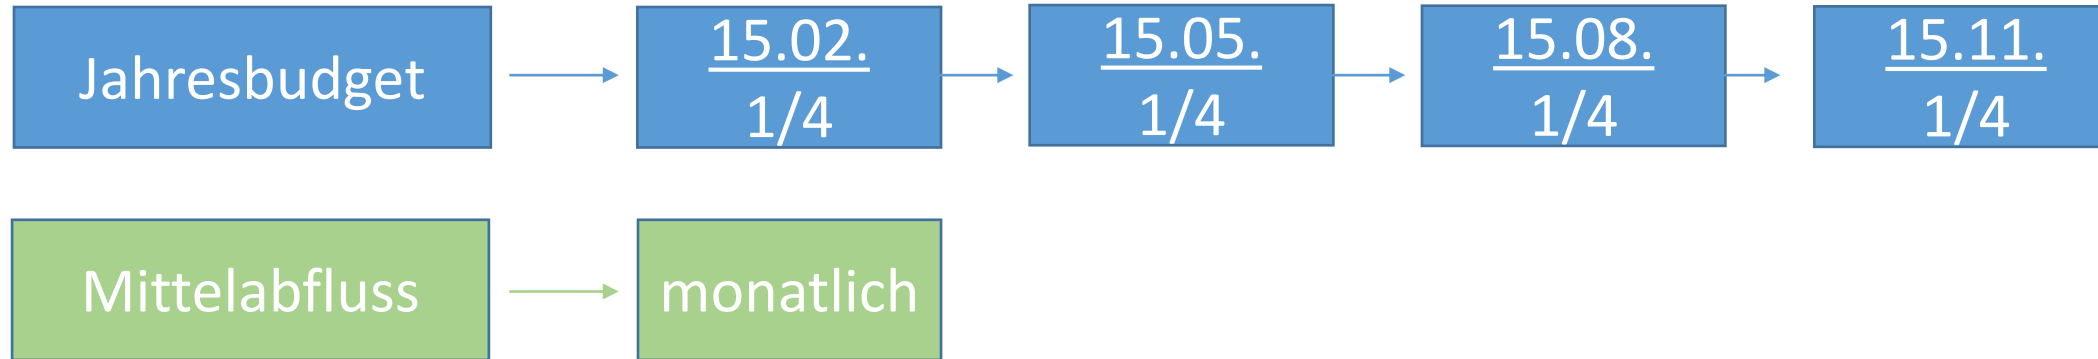 Jahresbudget
15.02.
1/4
15.05.
1/4
15.08.
1/4
15.11.
1/4
Mittelabfluss
monatlich